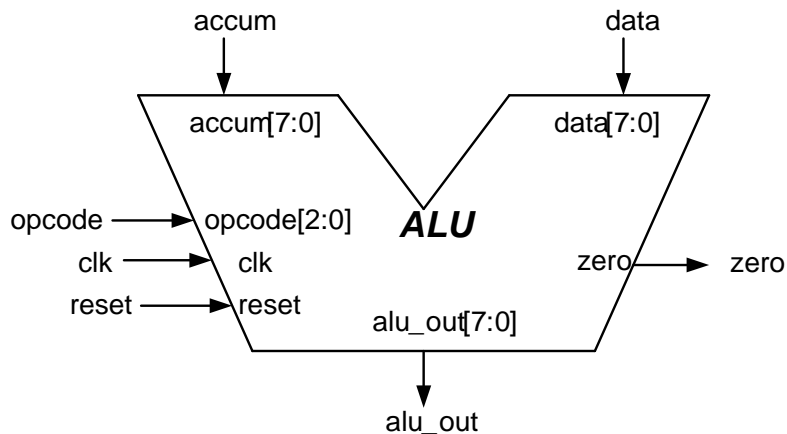 accum
data
accum[7:0]
data[7:0]
opcode
opcode[2:0]
ALU
clk
clk
zero
zero
reset
reset
alu_out[7:0]
alu_out